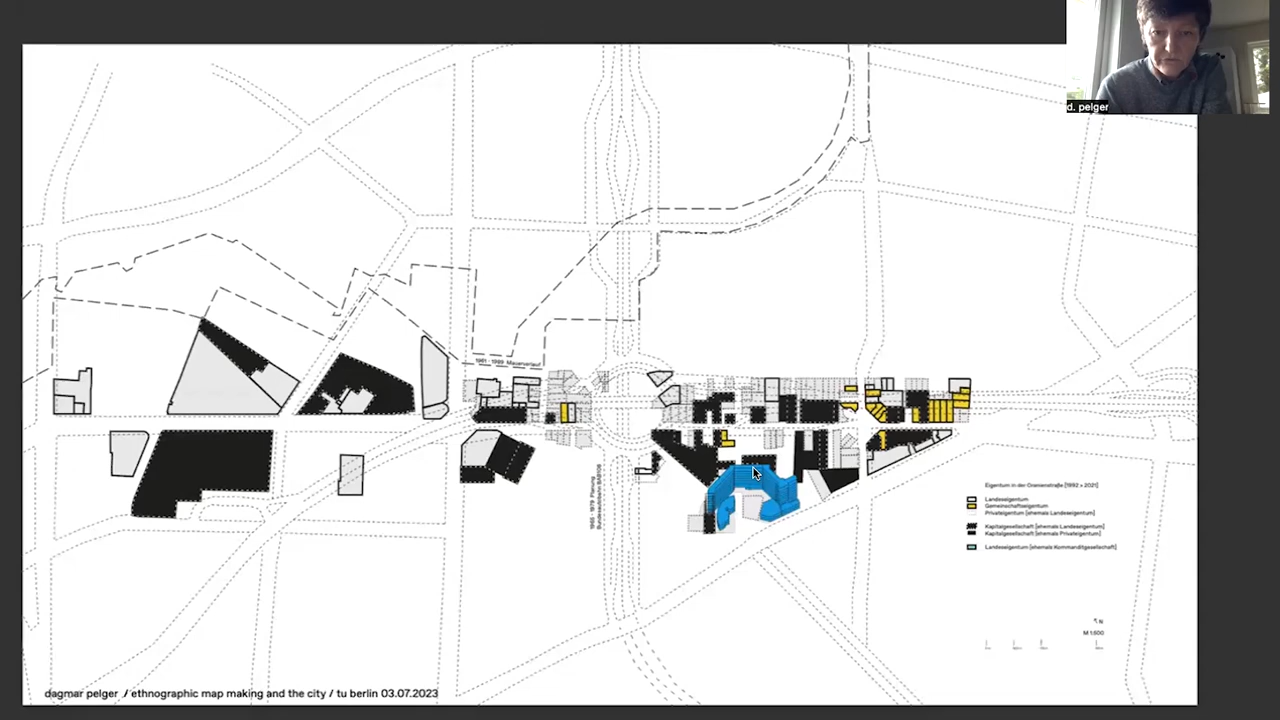 d. pelger
1961 - 1989 Mauerverlauf
1965 - 1979 Planung
Bundesautobahn BAB106
Eigentum in der Oranienstraße [1992 > 2021]
Landeseigentum
Gemeinschaftseigentum
Privateigentum [ehemals Landeseigentum]
Kapitalgesellschaft [ehemals Landeseigentum]
Kapitalgesellschaft [ehemals Privateigentum]
Landeseigentum [ehemals Kommanditgesellschaft]
N
M 1:500
dagmar pelger / ethnographic map making and the city / tu berlin 03.07.2023